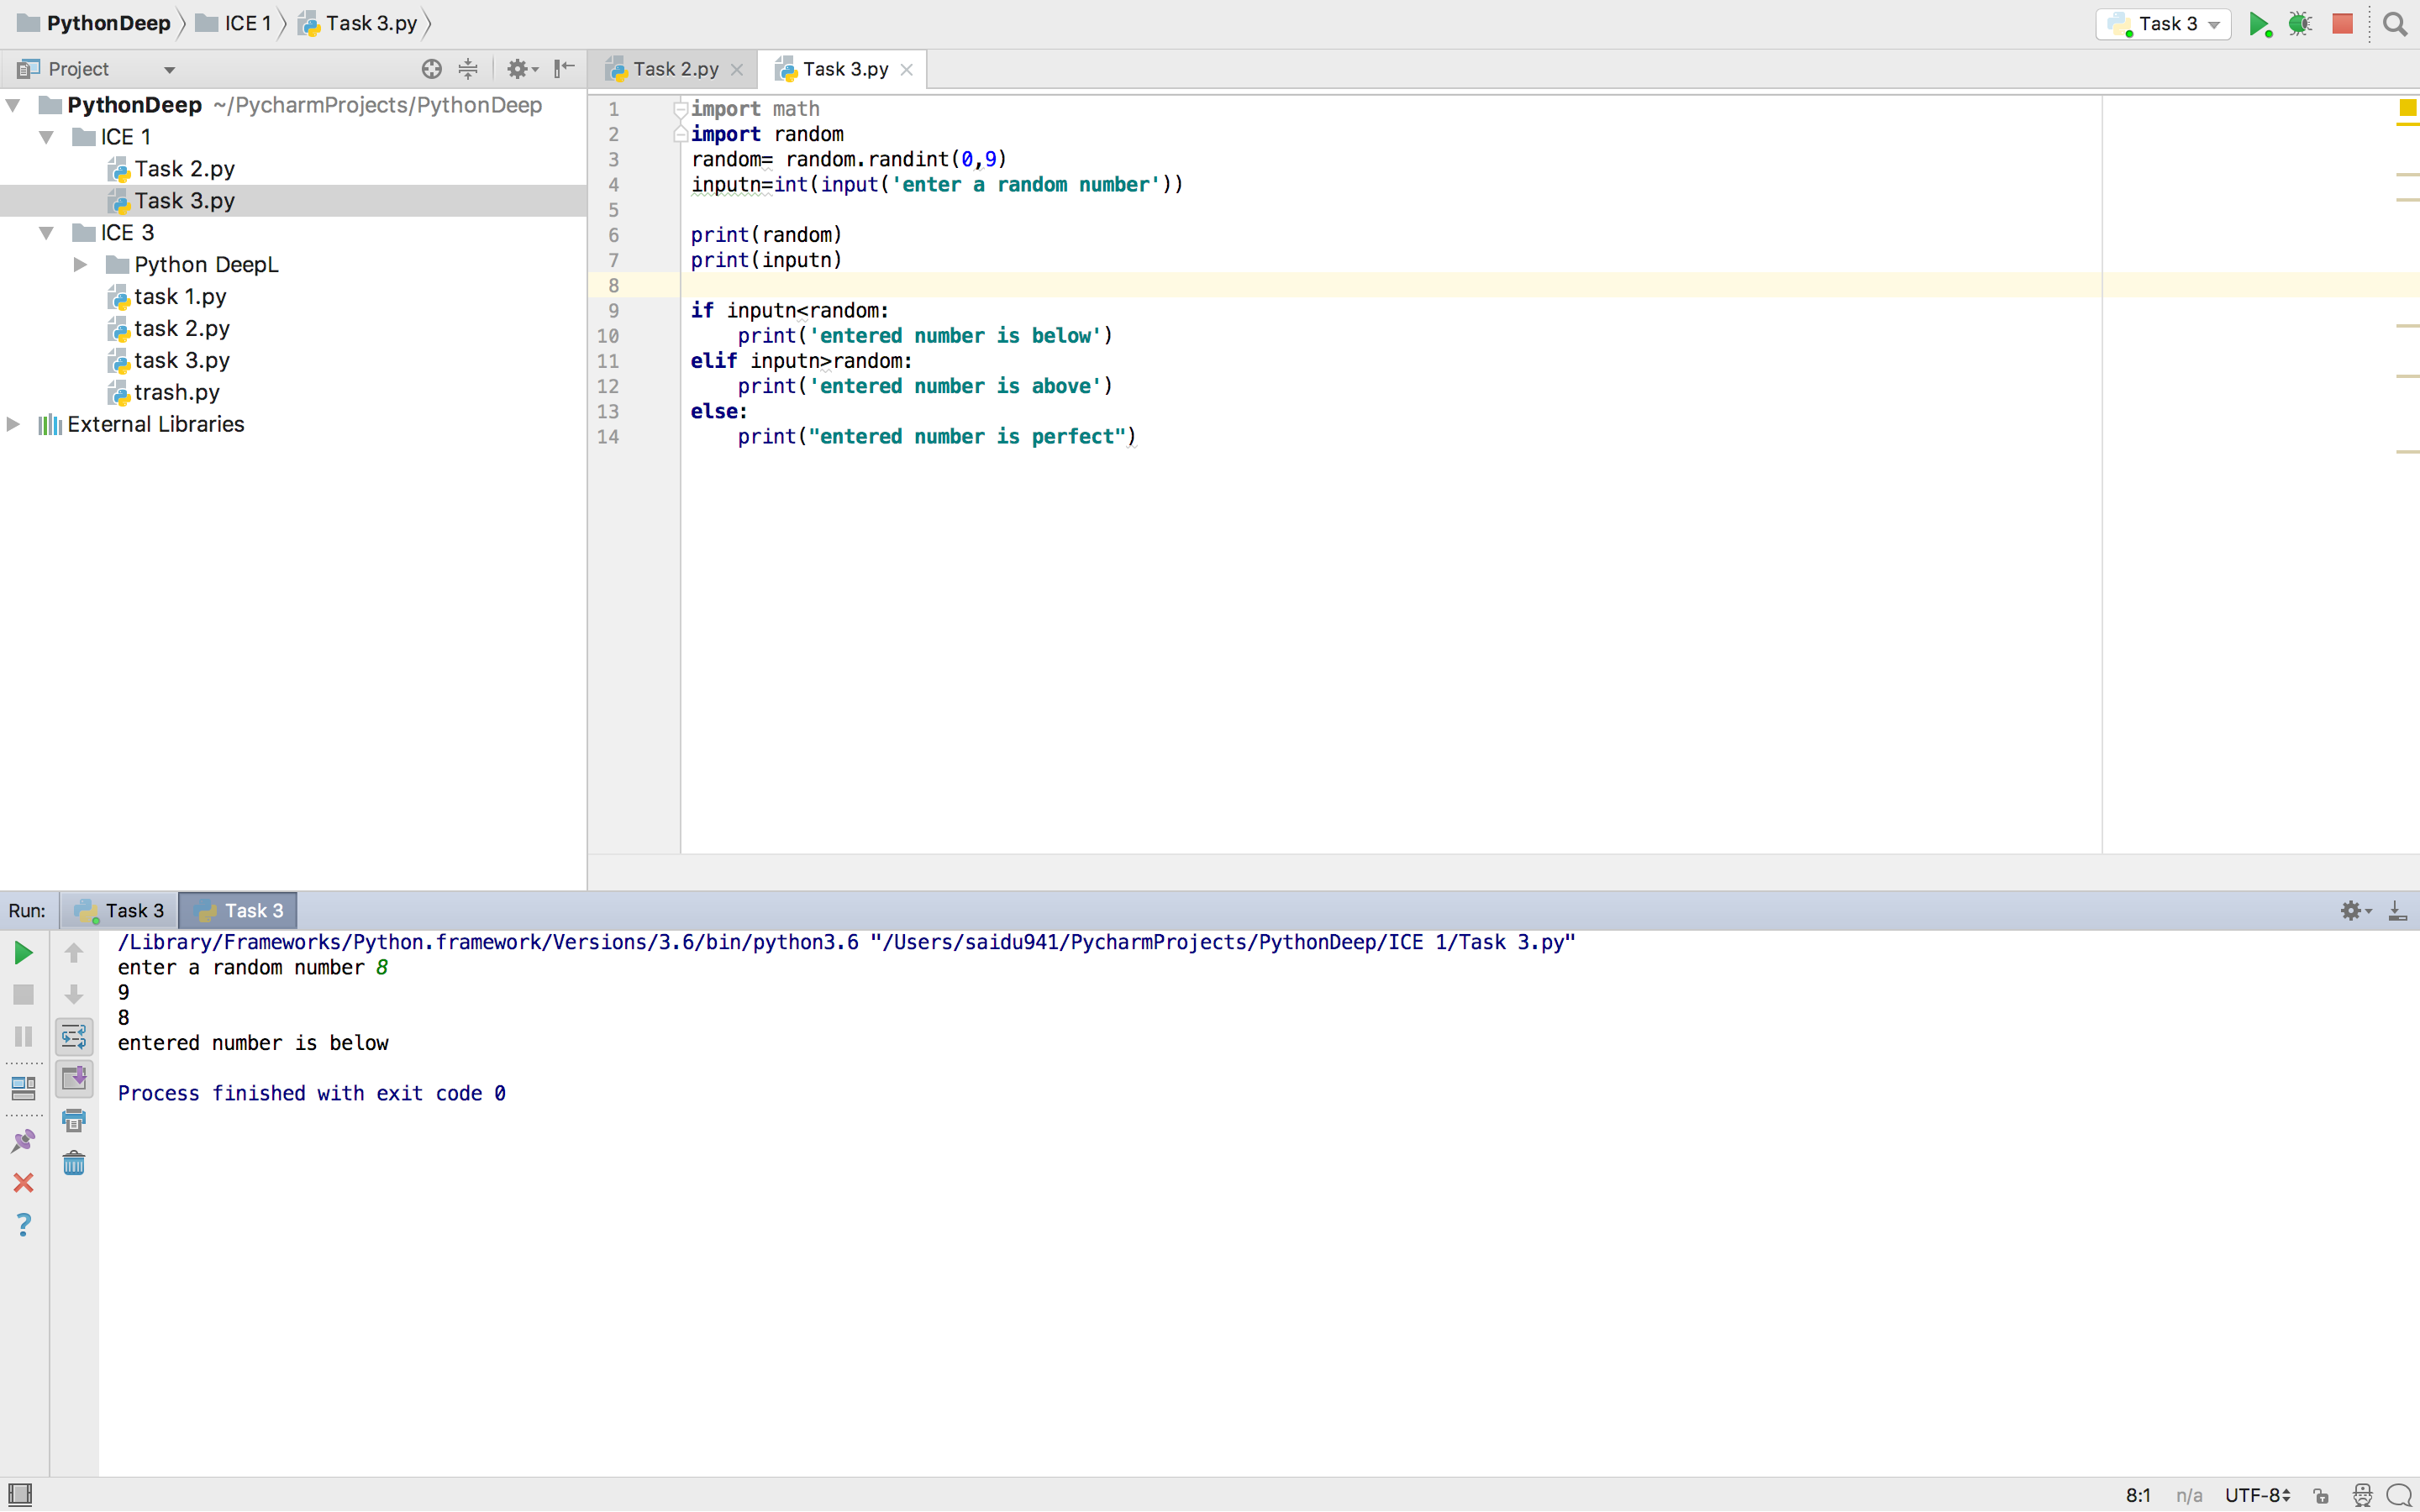 PythonDeep ICE 1 Task 3.py Task 3
Project Task 2.py Task 3.py
PythonDeep ~/PycharmProjects/PythonDeep
ICE 1
Task 2.py
Task 3.py
ICE 3
Python DeepL
task 1.py
task 2.py
task 3.py
trash.py
External Libraries
1 import math
2 import random
3 random= random.randint(0,9)
4 inputn=int(input('enter a random number'))
5
6 print(random)
7 print(inputn)
8
9 if inputn<random:
10 print('entered number is below')
11 elif inputn>random:
12 print('entered number is above')
13 else:
14 print("entered number is perfect")
Run: Task 3 Task 3
/Library/Frameworks/Python.framework/Versions/3.6/bin/python3.6 "/Users/saidu941/PycharmProjects/PythonDeep/ICE 1/Task 3.py"
enter a random number 8
9
8
entered number is below
Process finished with exit code 0
?
8:1 n/a UTF-8